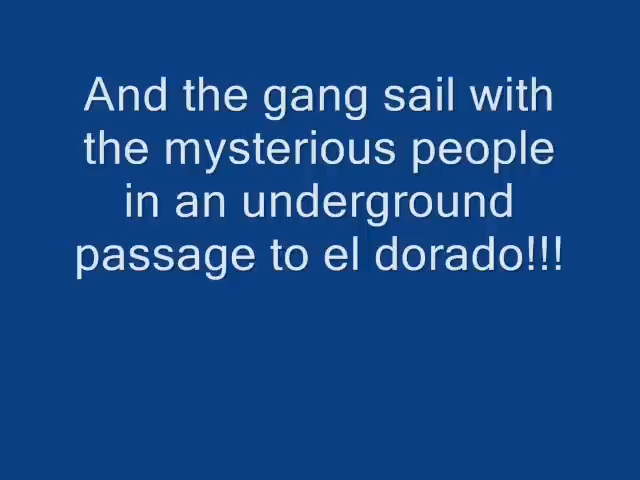 And the gang sail with
the mysterious people
in an underground
passage to el dorado!!!